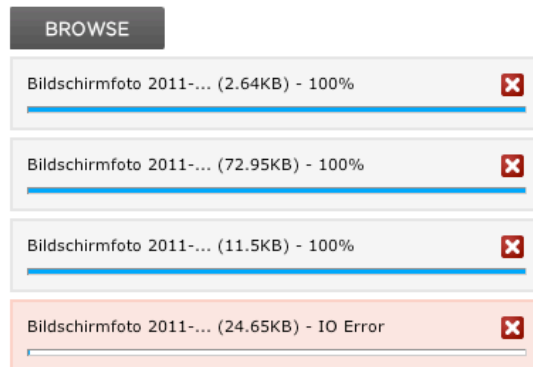 BROWSE
Bildschirmfoto 2011-... (2.64KB) - 100%
Bildschirmfoto 2011-... (72.95KB) - 100%
Bildschirmfoto 2011-... (11.5KB) - 100%
Bildschirmfoto 2011-... (24.65KB) - IO Error